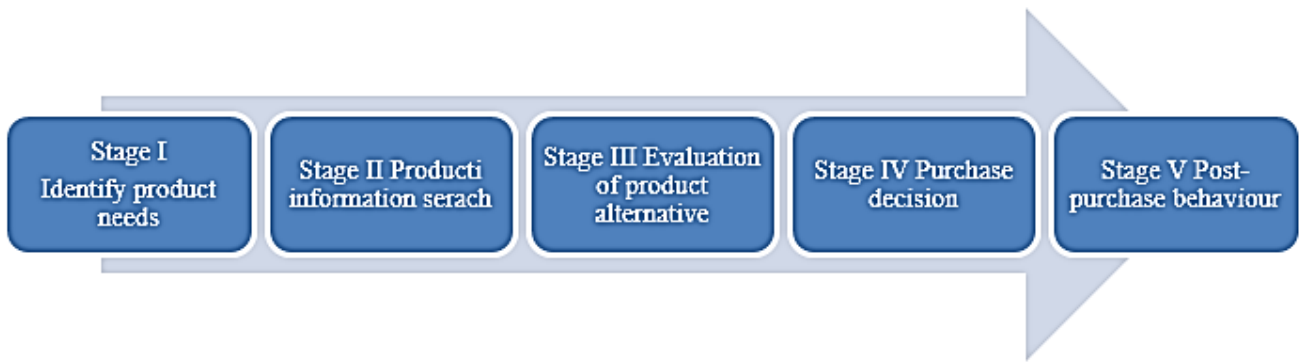 Stage I
Identify product
needs
Stage II Producti
information serach
Stage III Evaluation
of product
alternative
Stage IV Purchase
decision
Stage V Post-
purchase behaviour